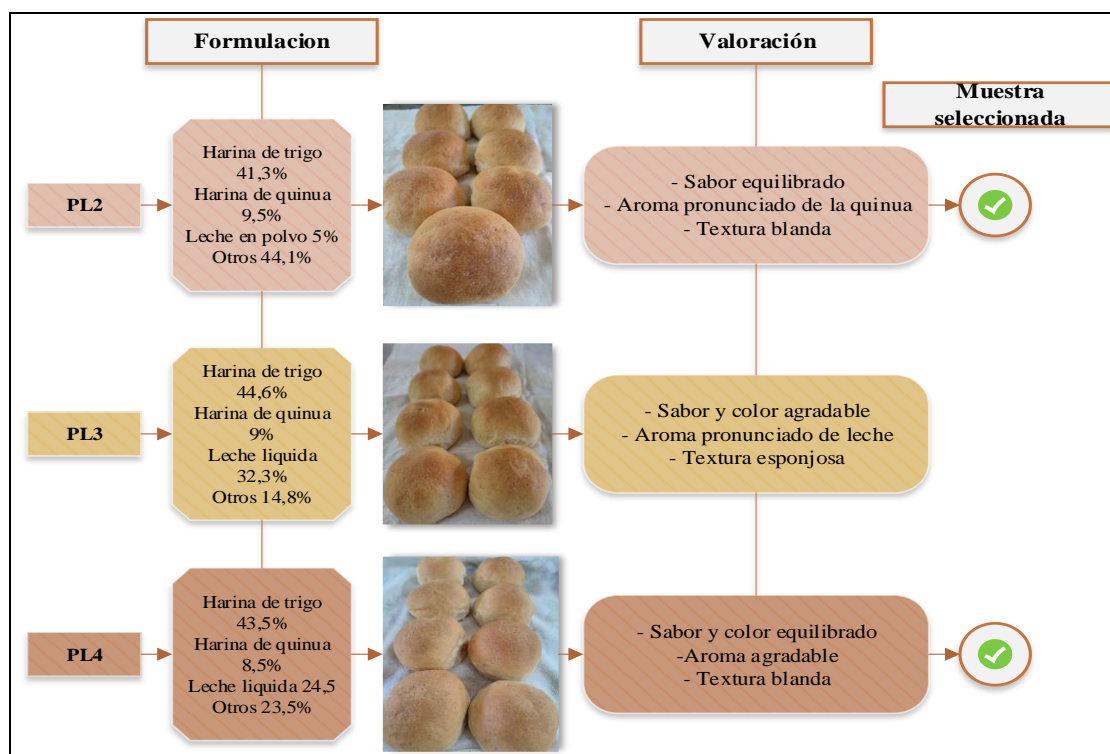 Formulacion
Valoración
Muestra
seleccionada
PL2
Harina de trigo
41,3%
Harina de quinua
9,5%
Leche en polvo 5%
Otros 44,1%
- Sabor equilibrado
- Aroma pronunciado de la quinua
- Textura blanda
PL3
Harina de trigo
44,6%
Harina de quinua
9%
Leche liquida
32,3%
Otros 14,8%
- Sabor y color agradable
- Aroma pronunciado de leche
- Textura esponjosa
PL4
Harina de trigo
43,5%
Harina de quinua
8,5%
Leche liquida 24,5
Otros 23,5%
- Sabor y color equilibrado
-Aroma agradable
- Textura blanda